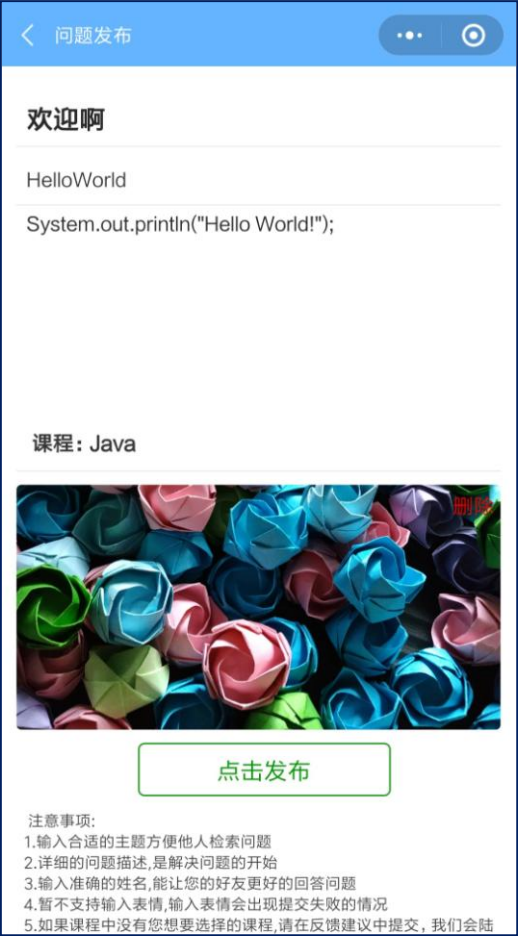 问题发布
欢迎啊
HelloWorld
System.out.println("Hello World!");
课程：Java
删除
点击发布
注意事项:
1.输入合适的主题方便他人检索问题
2.详细的问题描述,是解决问题的开始
3.输入准确的姓名,能让您的好友更好的回答问题
4.暂不支持输入表情,输入表情会出现提交失败的情况
5.如果课程中没有您想要选择的课程,请在反馈建议中提交，我们会陆